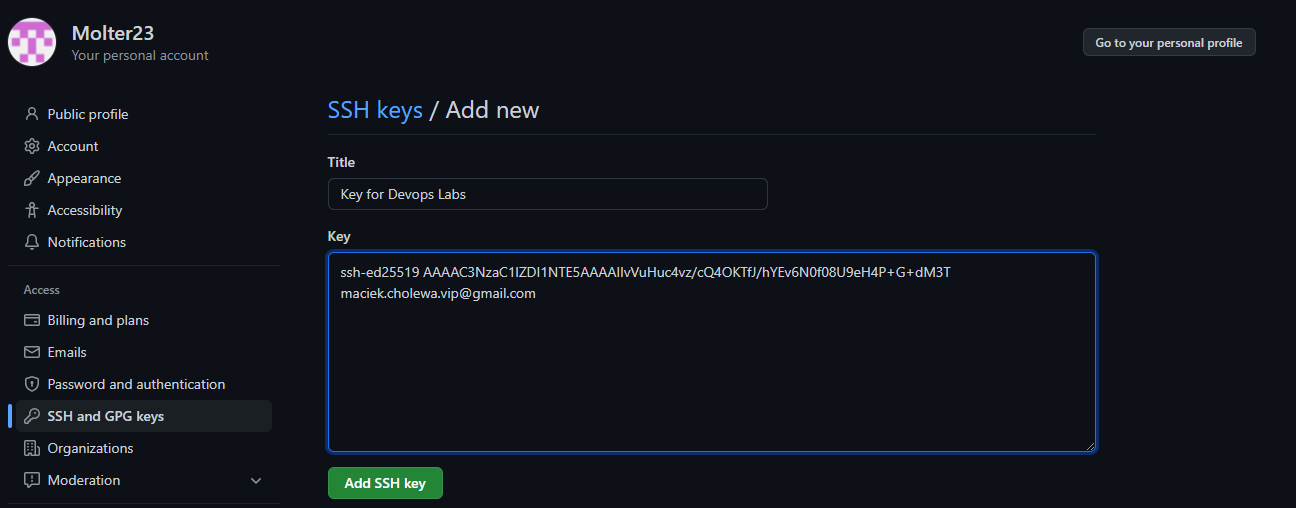 Molter23
Your personal account
Go to your personal profile
Public profile
Account
Appearance
Accessibility
Notifications
Access
Billing and plans
Emails
Password and authentication
SSH and GPG keys
Organizations
Moderation
SSH keys / Add new
Title
Key for Devops Labs
Key
ssh-ed25519 AAAAC3NzaC1lZDI1NTE5AAAAIIvVuHuc4vz/cQ4OKTfJ/hYEv6N0f08U9eH4P+G+dM3T
maciek.cholewa.vip@gmail.com
Add SSH key